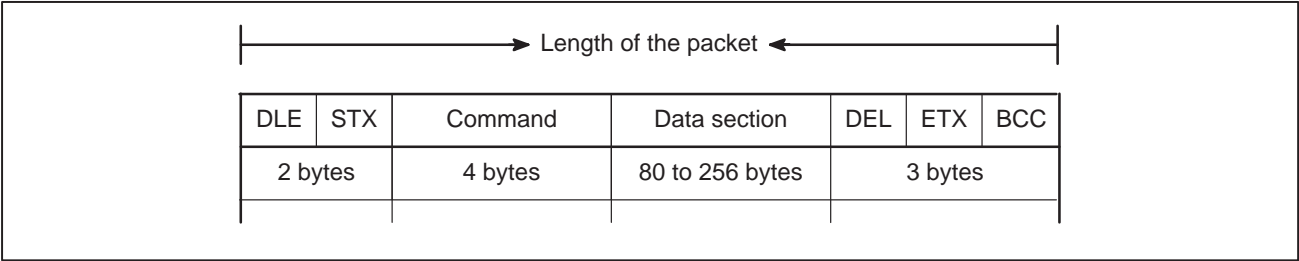 Length of the packet
DLE STX Command Data section DEL ETX BCC
2 bytes 4 bytes 80 to 256 bytes 3 bytes